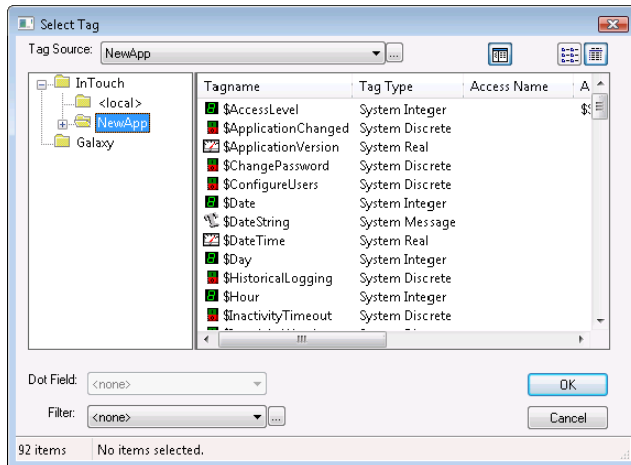 Select Tag
Tag Source: NewApp ...
InTouch
<local>
NewApp
Galaxy
Tagname Tag Type Access Name A
$AccessLevel System Integer
$ApplicationChanged System Discrete
$ApplicationVersion System Real
$ChangePassword System Discrete
$ConfigureUsers System Discrete
$Date System Integer
$DateString System Message
$DateTime System Real
$Day System Integer
$HistoricalLogging System Discrete
$Hour System Integer
$InactivityTimeout System Discrete
Dot Field: <none>
OK
Filter: <none> ...
Cancel
92 items No items selected.